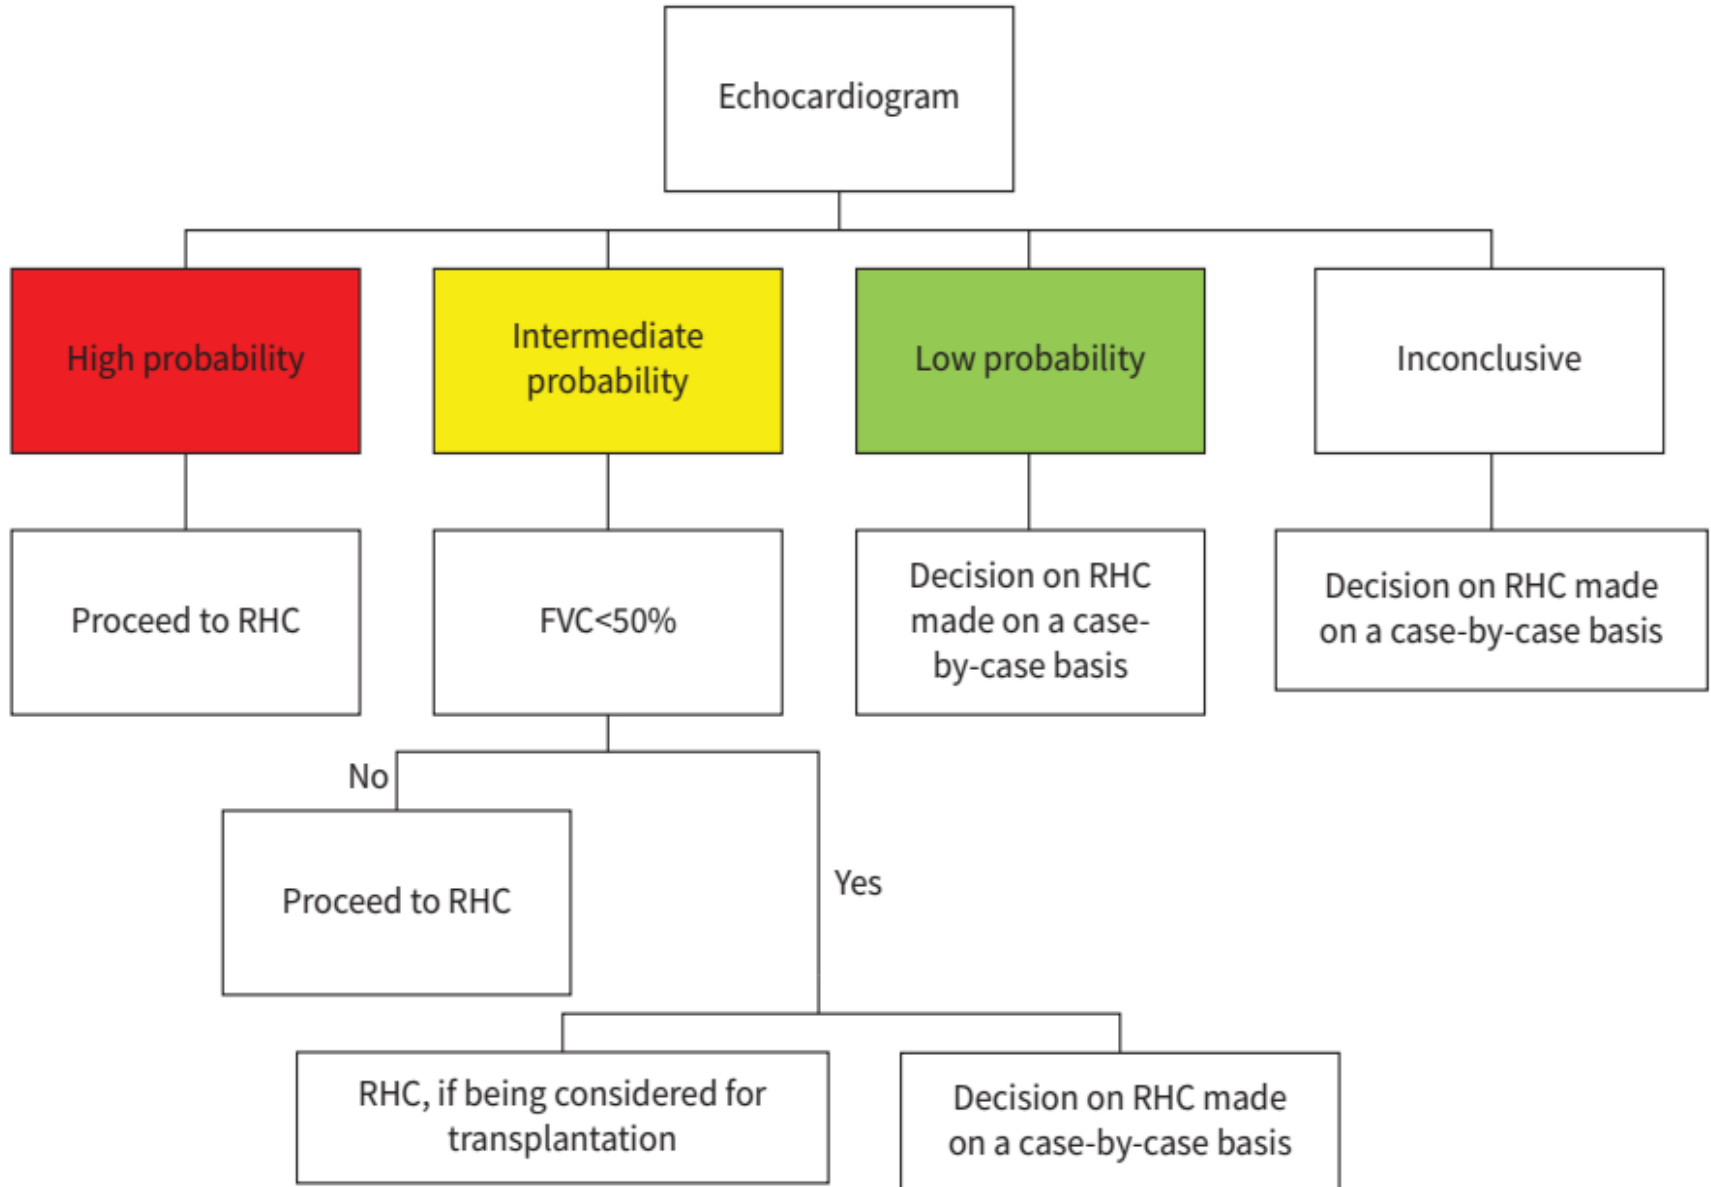 Echocardiogram
High probability
Intermediate
probability
Low probability
Inconclusive
Proceed to RHC
FVC<50%
Decision on RHC
made on a case-
by-case basis
Decision on RHC made
on a case-by-case basis
No
Proceed to RHC
Yes
RHC, if being considered for
transplantation
Decision on RHC made
on a case-by-case basis